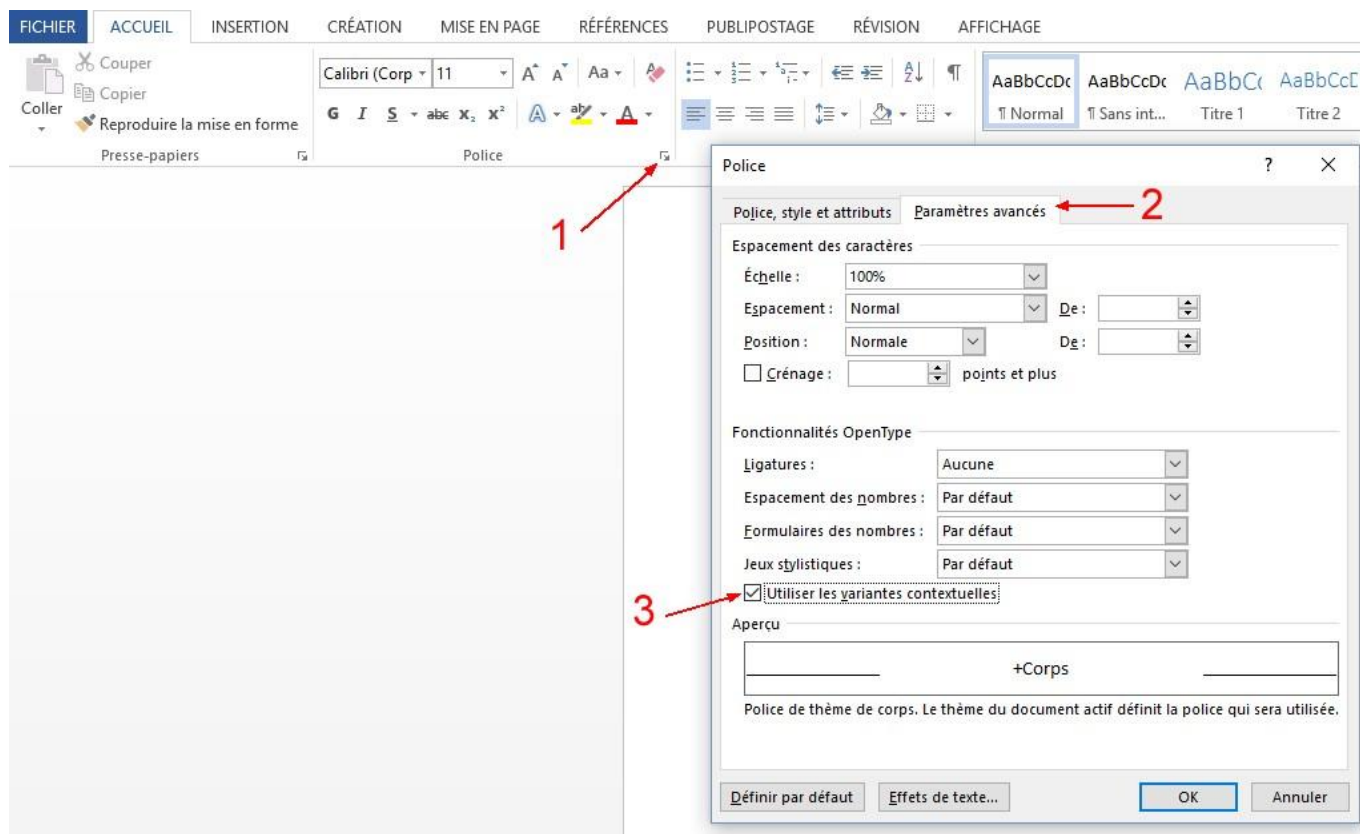 FICHIER ACCUEIL INSERTION CRÉATION MISE EN PAGE RÉFÉRENCES PUBLIPOSTAGE RÉVISION AFFICHAGE
Couper
Copier
Coller
Reproduire la mise en forme
Presse-papiers
Calibri (Corp 11 A A Aa
G I S abc X₂ X² A ab A
Police
AaBbCcDc AaBbCcDc AaBbC AaBbCcD
¶ Normal ¶ Sans int... Titre 1 Titre 2
1
Police ? X
Police, style et attributs Paramètres avancés 2
Espacement des caractères
Échelle : 100%
Espacement : Normal De :
Position : Normale De :
Crénage : points et plus
Fonctionnalités OpenType
Ligatures : Aucune
Espacement des nombres : Par défaut
Formulaires des nombres : Par défaut
Jeux stylistiques : Par défaut
3 Utiliser les variantes contextuelles
Aperçu
+Corps
Police de thème de corps. Le thème du document actif définit la police qui sera utilisée.
Définir par défaut Effets de texte... OK Annuler